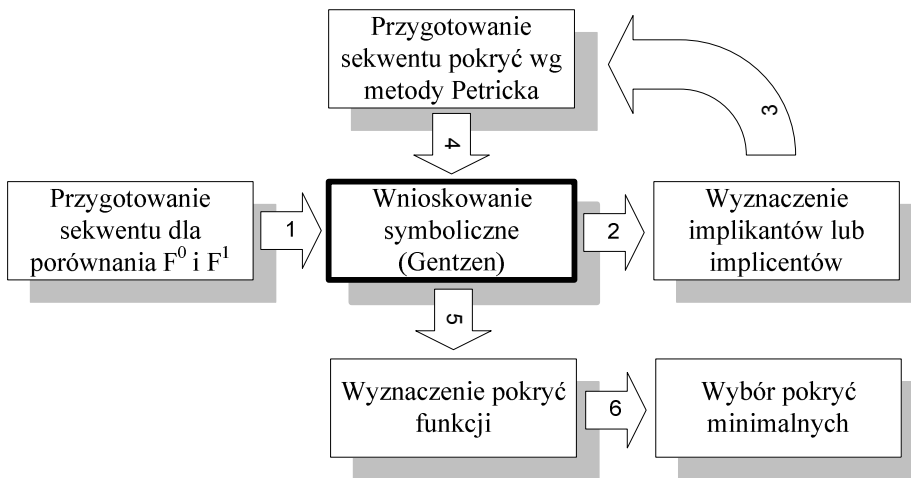 Przygotowanie
sekwentu pokryć wg
metody Petricka
3
4
Przygotowanie
sekwentu dla
porównania F⁰ i F¹
1
Wnioskowanie
symboliczne
(Gentzen)
2
Wyznaczenie
implikantów lub
implicentów
5
Wyznaczenie pokryć
funkcji
6
Wybór pokryć
minimalnych